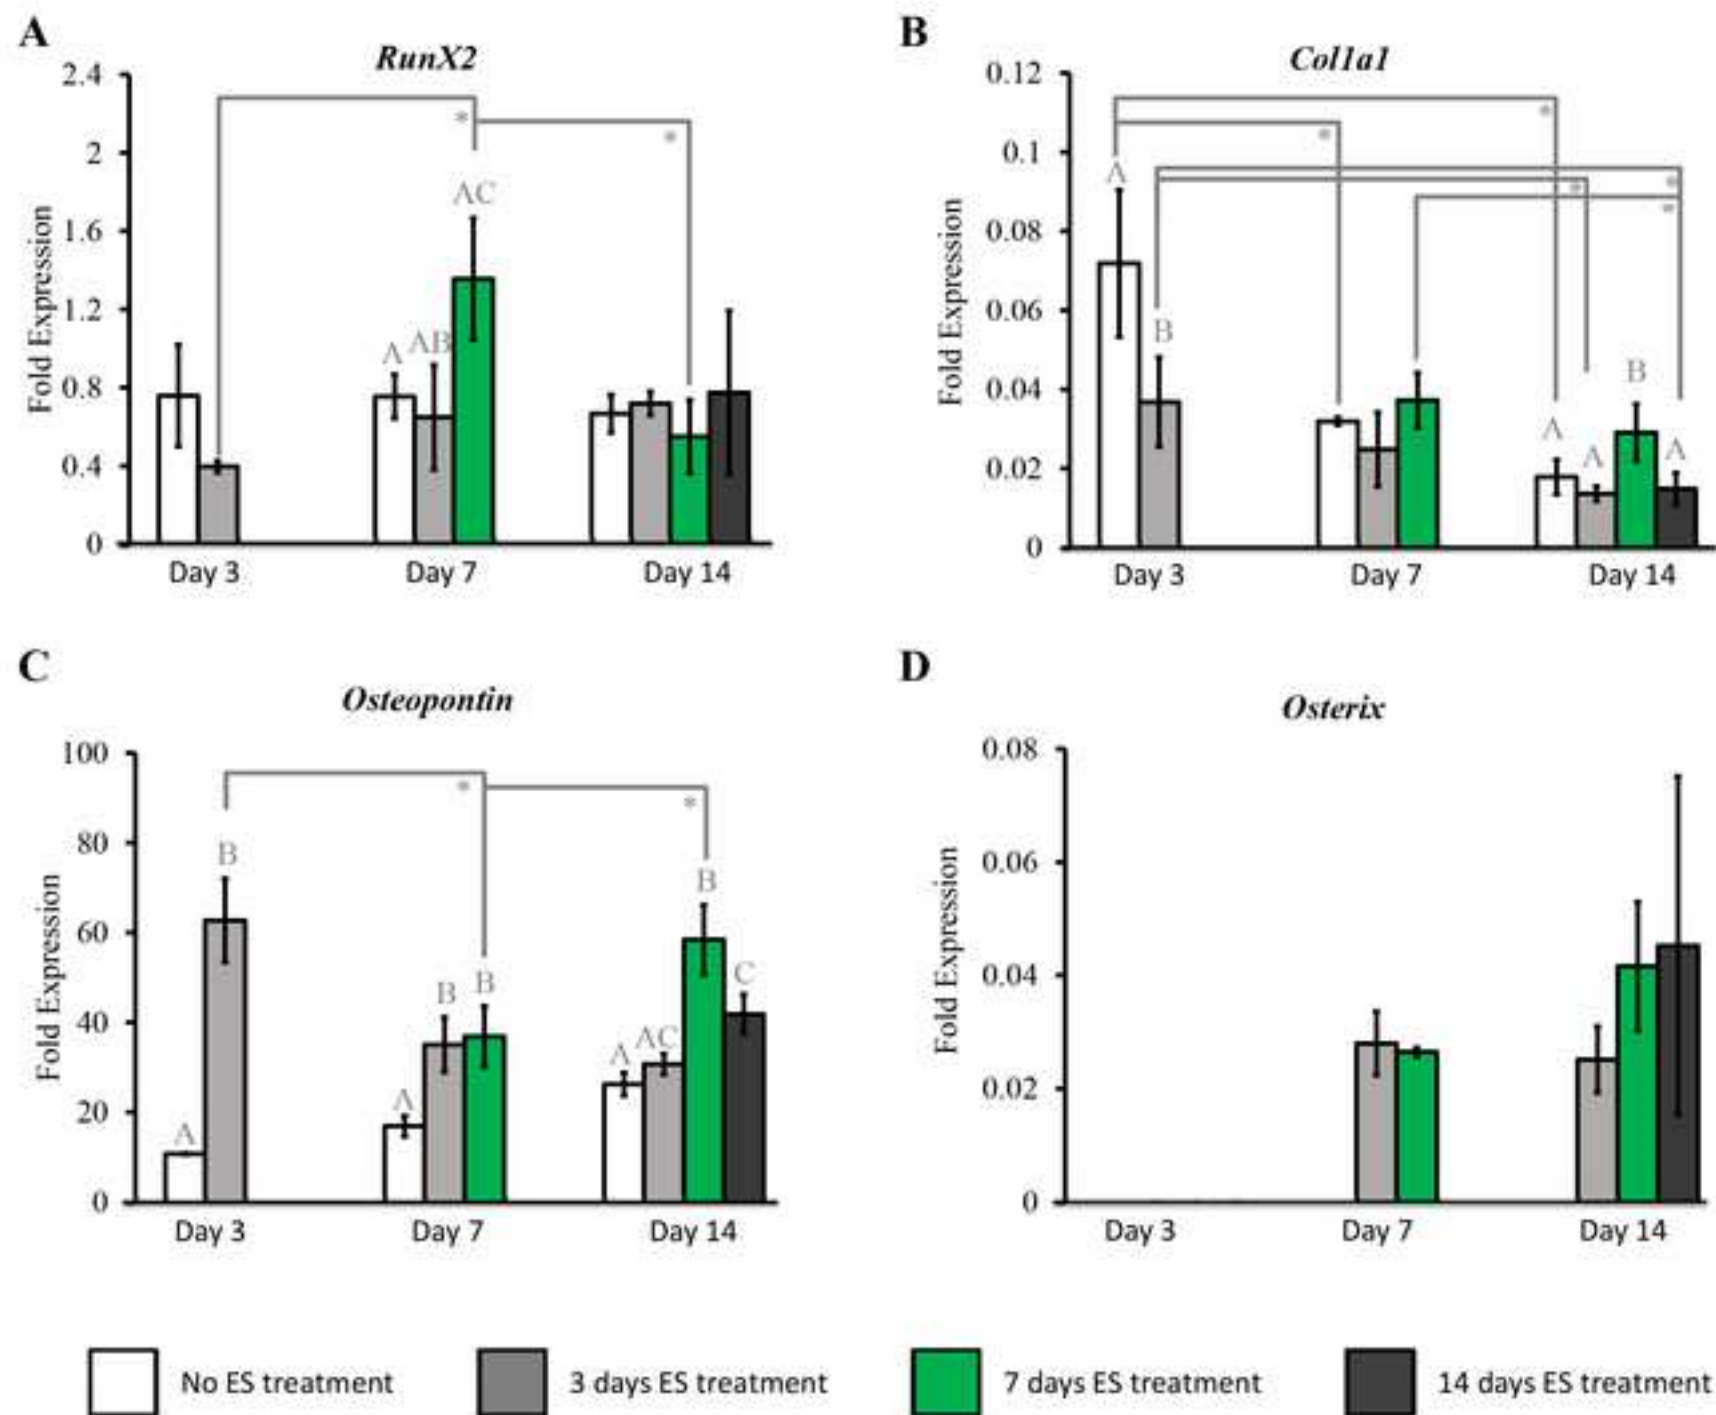 A
RunX2
2.4
2
1.6
1.2
0.8
0.4
0
Fold Expression
*
*
A
AB
AC
Day 3
Day 7
Day 14
B
Col1a1
0.12
0.1
0.08
0.06
0.04
0.02
0
Fold Expression
*
*
*
*
*
A
B
A
A
B
A
Day 3
Day 7
Day 14
C
Osteopontin
100
80
60
40
20
0
Fold Expression
*
*
A
B
A
B
B
A
AC
B
C
Day 3
Day 7
Day 14
D
Osterix
0.08
0.06
0.04
0.02
0
Fold Expression
Day 3
Day 7
Day 14
No ES treatment
3 days ES treatment
7 days ES treatment
14 days ES treatment